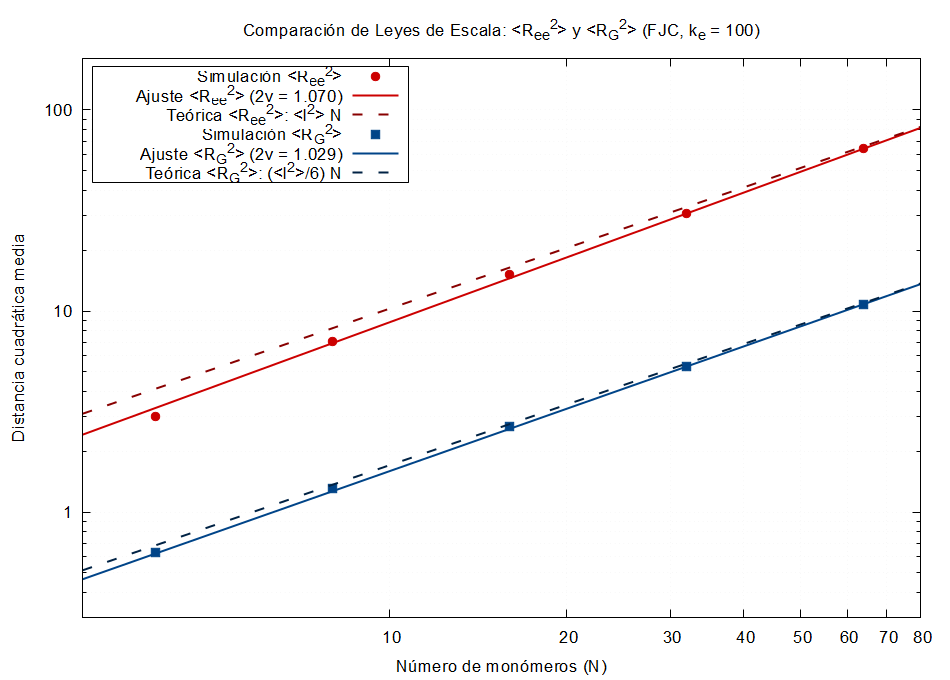 Comparación de Leyes de Escala: <Ree²> y <RG²> (FJC, ke = 100)
Simulación <Ree²>
Ajuste <Ree²> (2ν = 1.070)
Teórica <Ree²>: <l²> N
Simulación <RG²>
Ajuste <RG²> (2ν = 1.029)
Teórica <RG²>: (<l²>/6) N
100
10
1
Distancia cuadrática media
10 20 30 40 50 60 70 80
Número de monómeros (N)